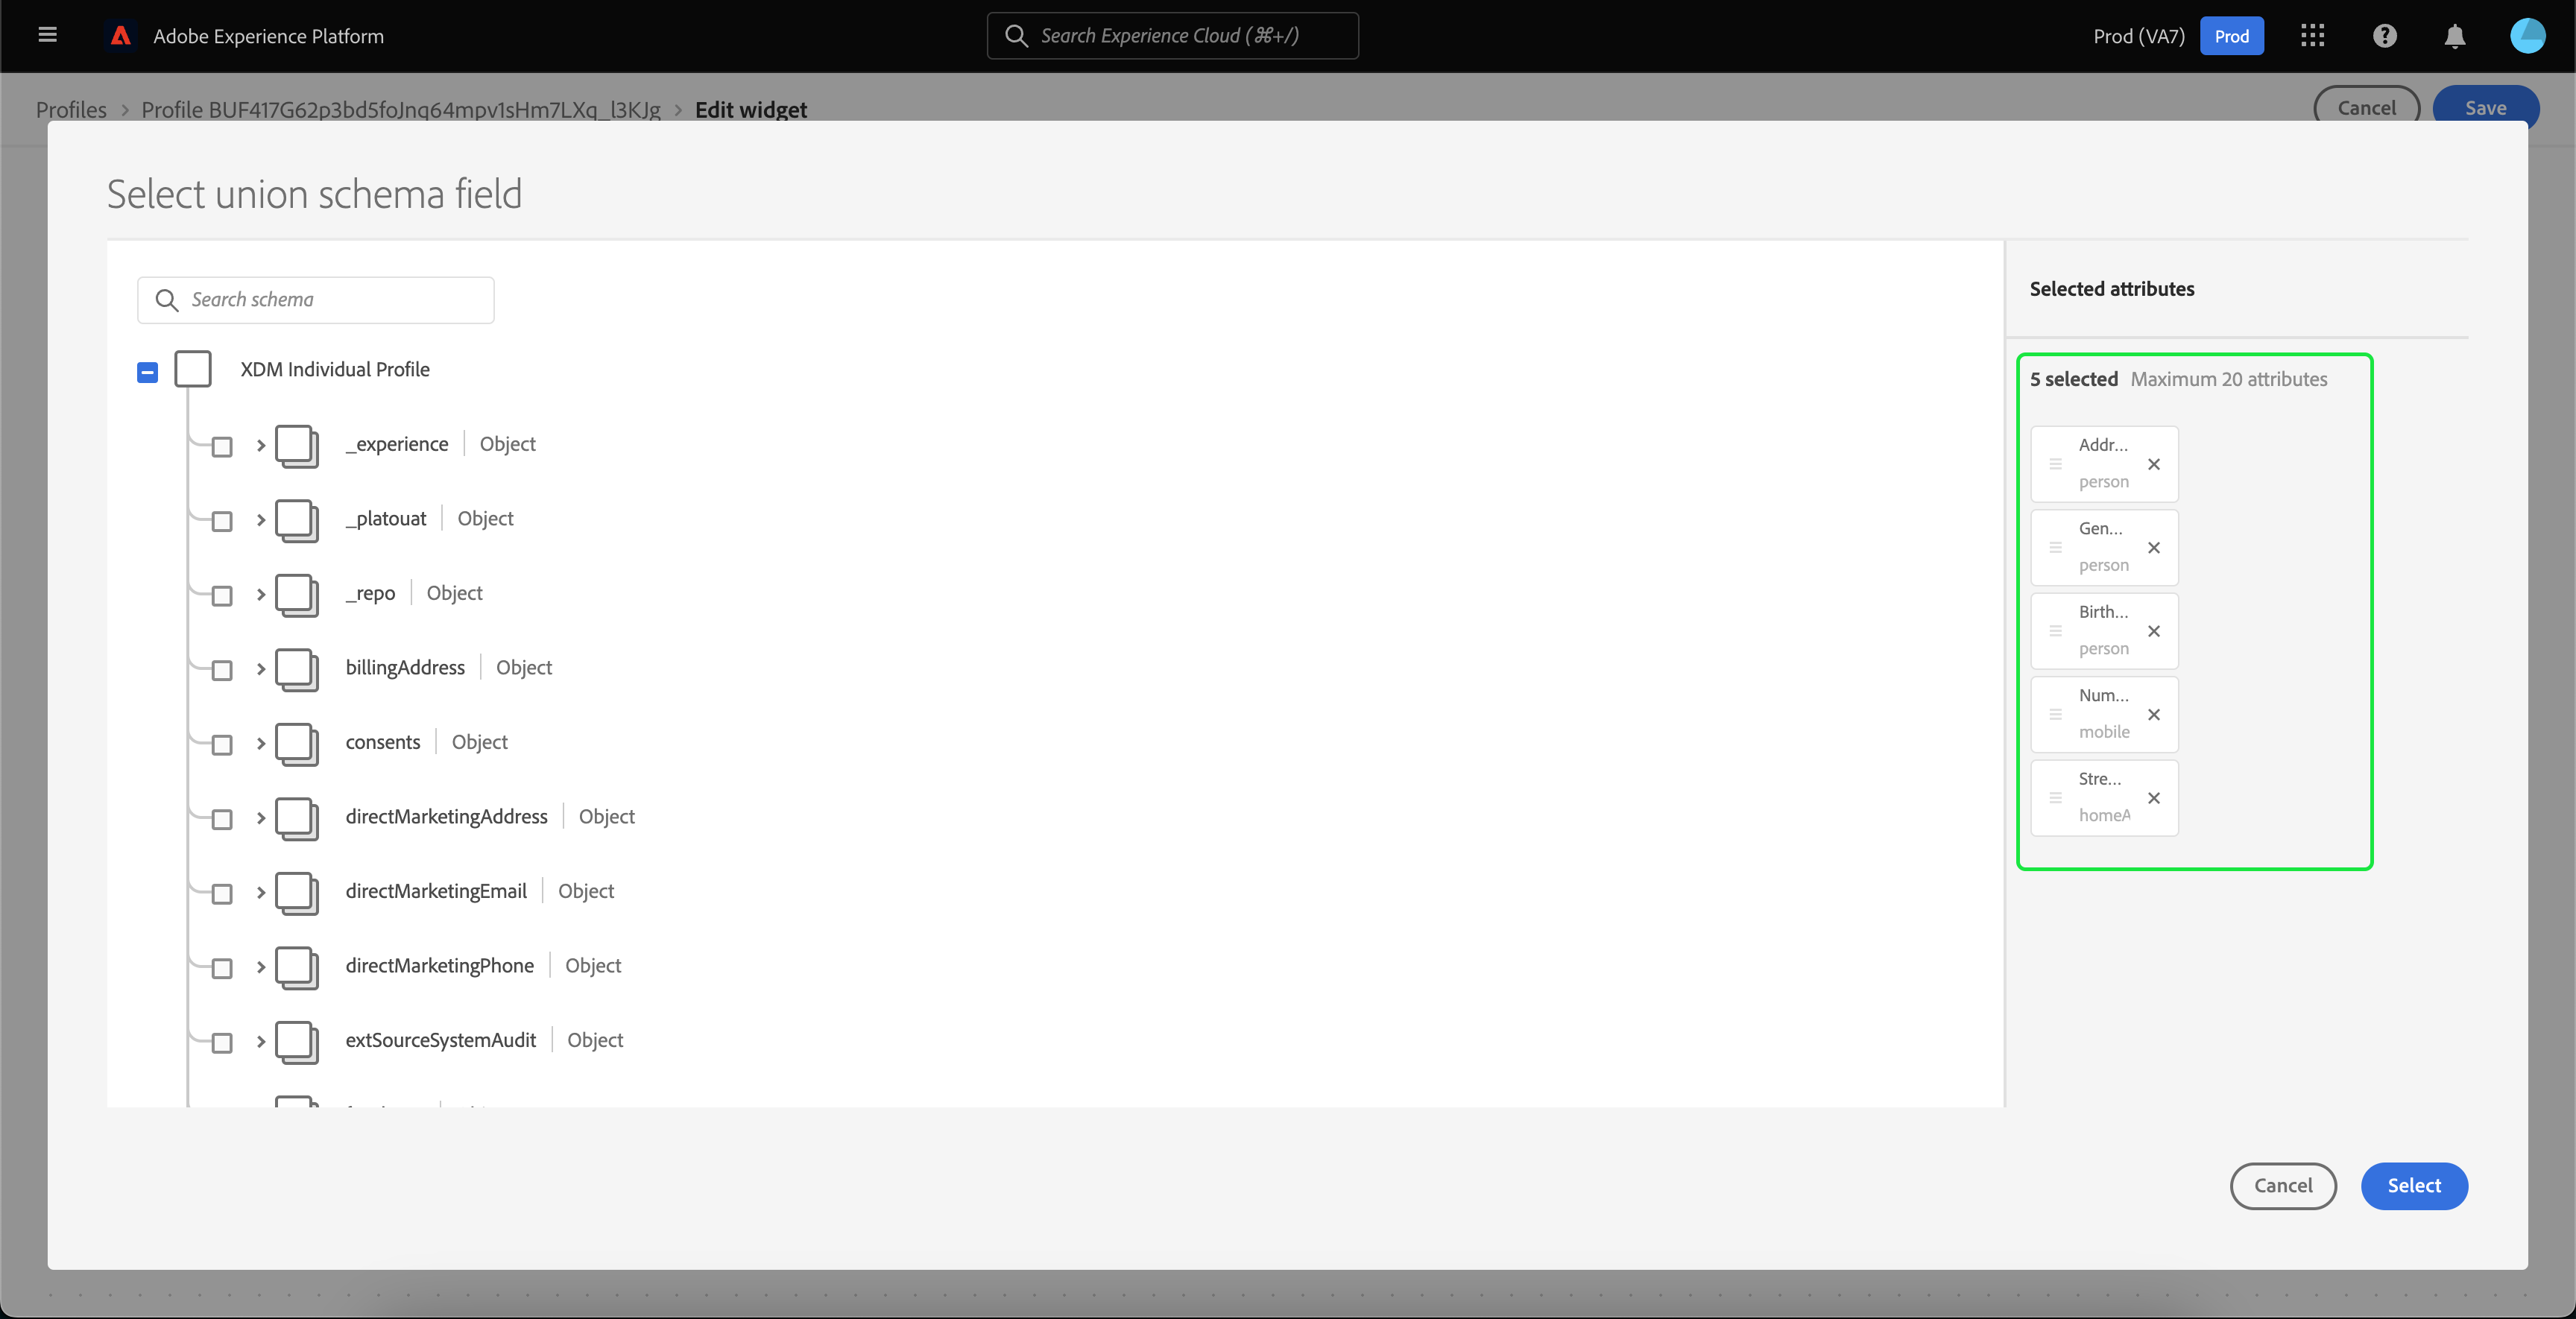 Adobe Experience Platform
Search Experience Cloud (⌘+/)
Prod (VA7)
Prod
Profiles > Profile BUF417G62p3bd5foJnq64mpv1sHm7LXq_l3KJg > Edit widget
Cancel
Save
Select union schema field
Search schema
XDM Individual Profile
_experience | Object
_platouat | Object
_repo | Object
billingAddress | Object
consents | Object
directMarketingAddress | Object
directMarketingEmail | Object
directMarketingPhone | Object
extSourceSystemAudit | Object
Selected attributes
5 selected Maximum 20 attributes
Addr...
person
Gen...
person
Birth...
person
Num...
mobile
Stre...
homeA
Cancel
Select